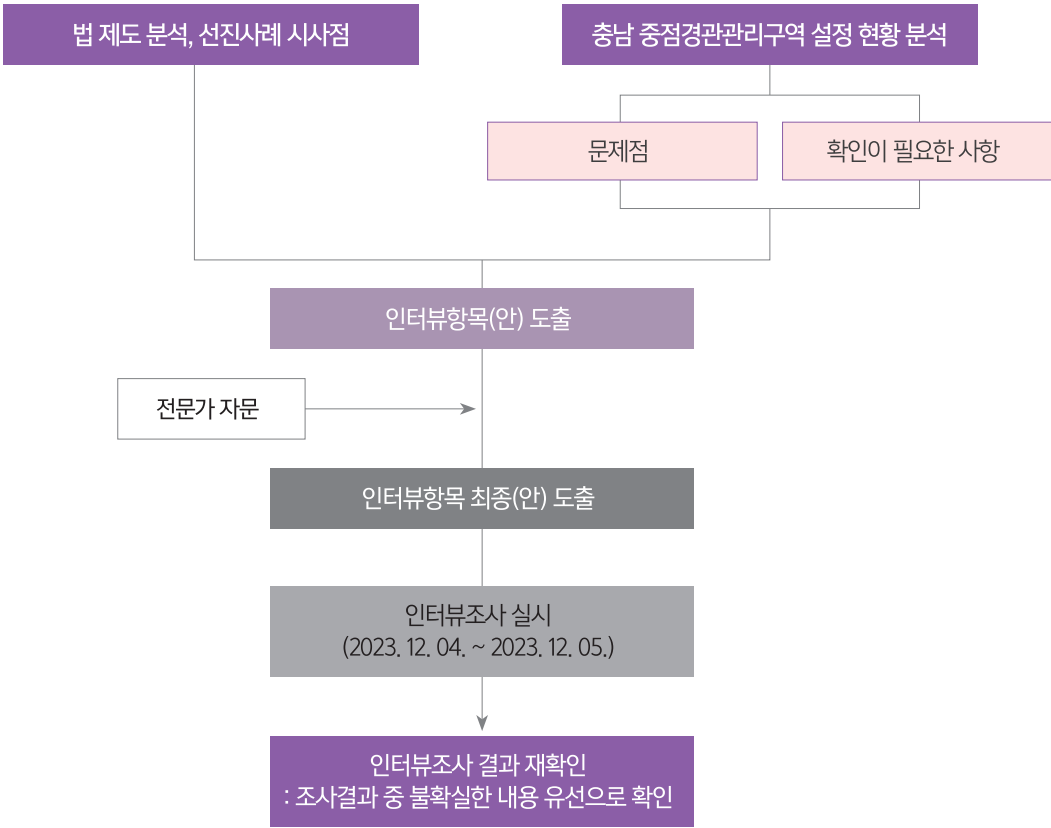 법 제도 분석, 선진사례 시사점
충남 중점경관관리구역 설정 현황 분석
문제점
확인이 필요한 사항
인터뷰항목(안) 도출
전문가 자문
인터뷰항목 최종(안) 도출
인터뷰조사 실시
(2023. 12. 04. ~ 2023. 12. 05.)
인터뷰조사 결과 재확인
: 조사결과 중 불확실한 내용 유선으로 확인